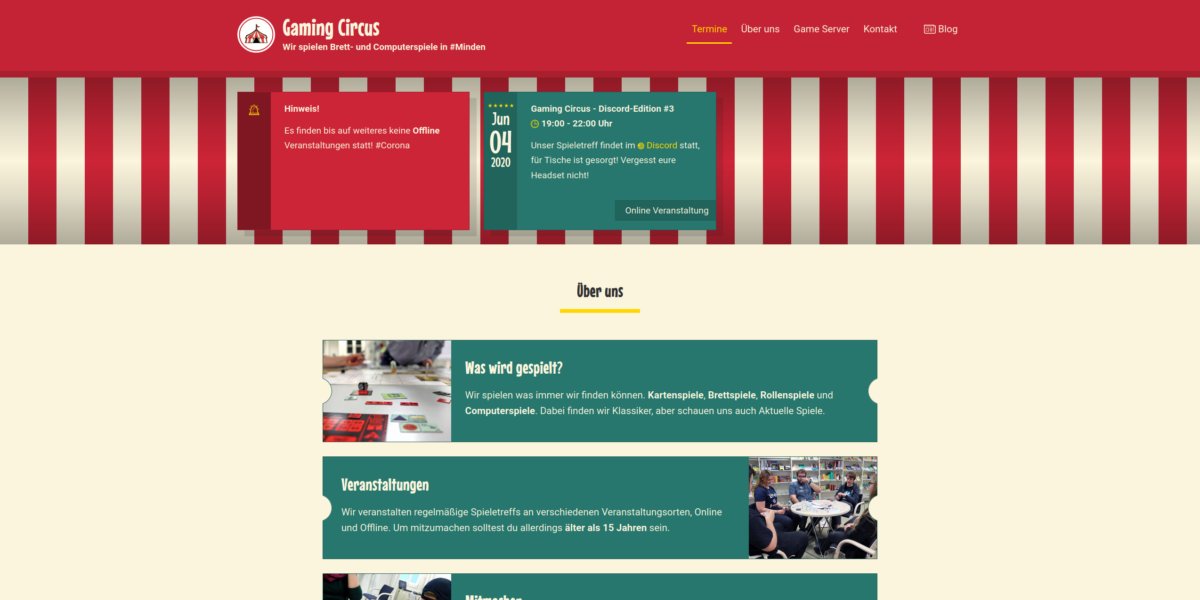 Gaming Circus
Wir spielen Brett- und Computerspiele in #Minden
Termine
Über uns
Game Server
Kontakt
Blog
Hinweis!
Es finden bis auf weiteres keine Offline
Veranstaltungen statt! #Corona
Jun
04
2020
Gaming Circus - Discord-Edition #3
19:00 - 22:00 Uhr
Unser Spieletreff findet im Discord statt,
für Tische ist gesorgt! Vergesst eure
Headset nicht!
Online Veranstaltung
Über uns
Was wird gespielt?
Wir spielen was immer wir finden können. Kartenspiele, Brettspiele, Rollenspiele und
Computerspiele. Dabei finden wir Klassiker, aber schauen uns auch Aktuelle Spiele.
Veranstaltungen
Wir veranstalten regelmäßige Spieletreffs an verschiedenen Veranstaltungsorten, Online
und Offline. Um mitzumachen solltest du allerdings älter als 15 Jahren sein.
Mitmachen